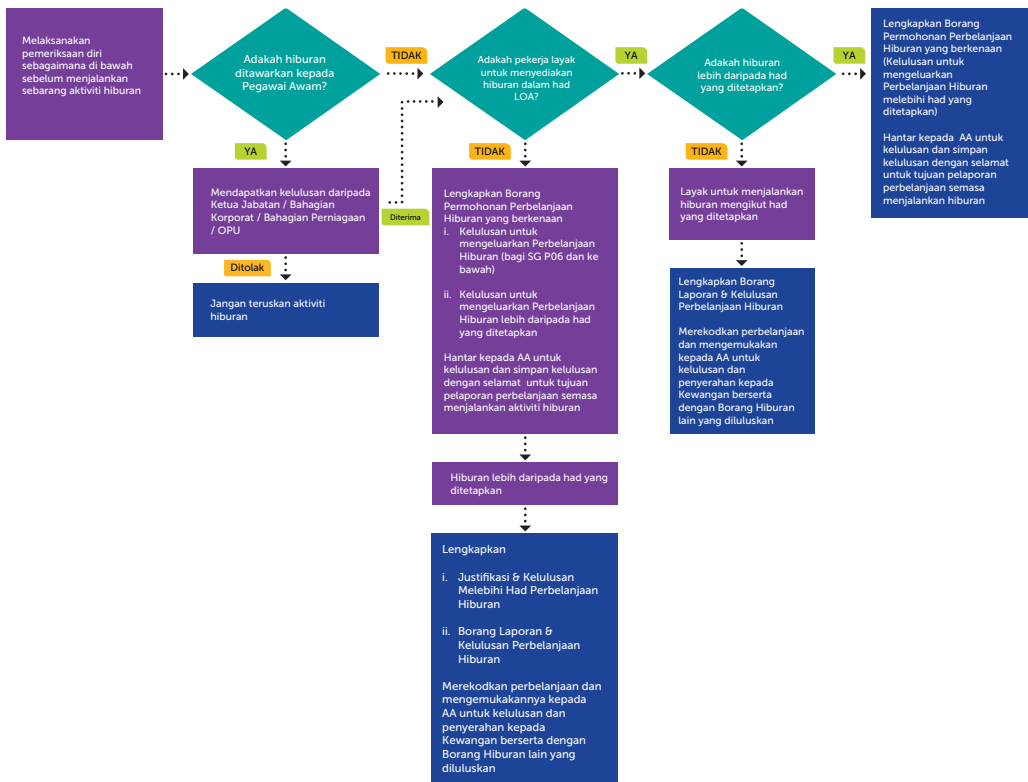 Melaksanakan
pemeriksaan diri
sebagaimana di bawah
sebelum menjalankan
sebarang aktiviti hiburan
Adakah hiburan
ditawarkan kepada
Pegawai Awam?
TIDAK
Adakah pekerja layak
untuk menyediakan
hiburan dalam had
LOA?
YA
Adakah hiburan
lebih daripada had
yang ditetapkan?
YA
Lengkapkan Borang
Permohonan Perbelanjaan
Hiburan yang berkenaan
(Kelulusan untuk
mengeluarkan
Perbelanjaan Hiburan
melebihi had yang
ditetapkan)
Hantar kepada AA untuk
kelulusan dan simpan
kelulusan dengan selamat
untuk tujuan pelaporan
perbelanjaan semasa
menjalankan hiburan
YA
Mendapatkan kelulusan daripada
Ketua Jabatan / Bahagian
Korporat / Bahagian Perniagaan
/ OPU
Diterima
Ditolak
Jangan teruskan aktiviti
hiburan
TIDAK
Lengkapkan Borang
Permohonan Perbelanjaan
Hiburan yang berkenaan
i. Kelulusan untuk
mengeluarkan Perbelanjaan
Hiburan (bagi SG P06 dan ke
bawah)
ii. Kelulusan untuk
mengeluarkan Perbelanjaan
Hiburan lebih daripada had
yang ditetapkan
Hantar kepada AA untuk
kelulusan dan simpan kelulusan
dengan selamat untuk tujuan
pelaporan perbelanjaan semasa
menjalankan aktiviti hiburan
TIDAK
Layak untuk menjalankan
hiburan mengikut had
yang ditetapkan
Lengkapkan Borang
Laporan & Kelulusan
Perbelanjaan Hiburan
Merekodkan perbelanjaan
dan mengemukakan
kepada AA untuk
kelulusan dan
penyerahan kepada
Kewangan berserta
dengan Borang Hiburan
lain yang diluluskan
Hiburan lebih daripada had yang
ditetapkan
Lengkapkan
i. Justifikasi & Kelulusan
Melebihi Had Perbelanjaan
Hiburan
ii. Borang Laporan &
Kelulusan Perbelanjaan
Hiburan
Merekodkan perbelanjaan dan
mengemukakannya kepada
AA untuk kelulusan dan
penyerahan kepada
Kewangan berserta dengan
Borang Hiburan lain yang
diluluskan